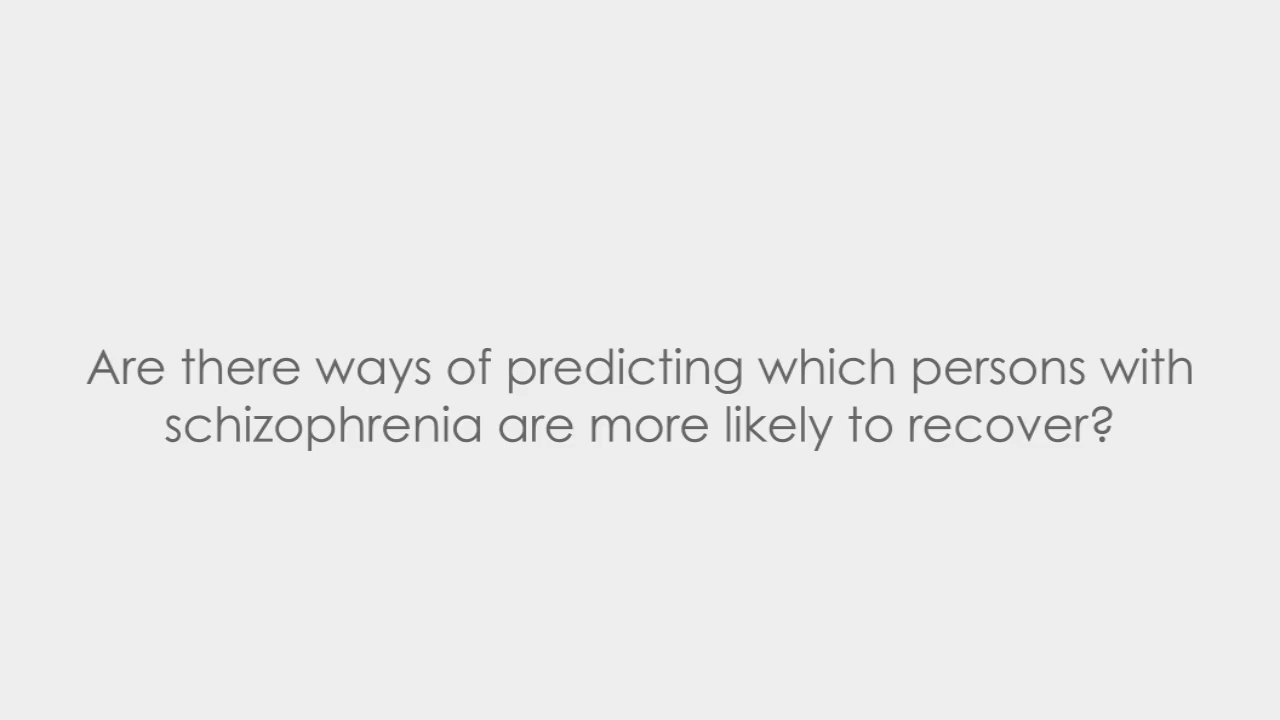 Are there ways of predicting which persons with
schizophrenia are more likely to recover?